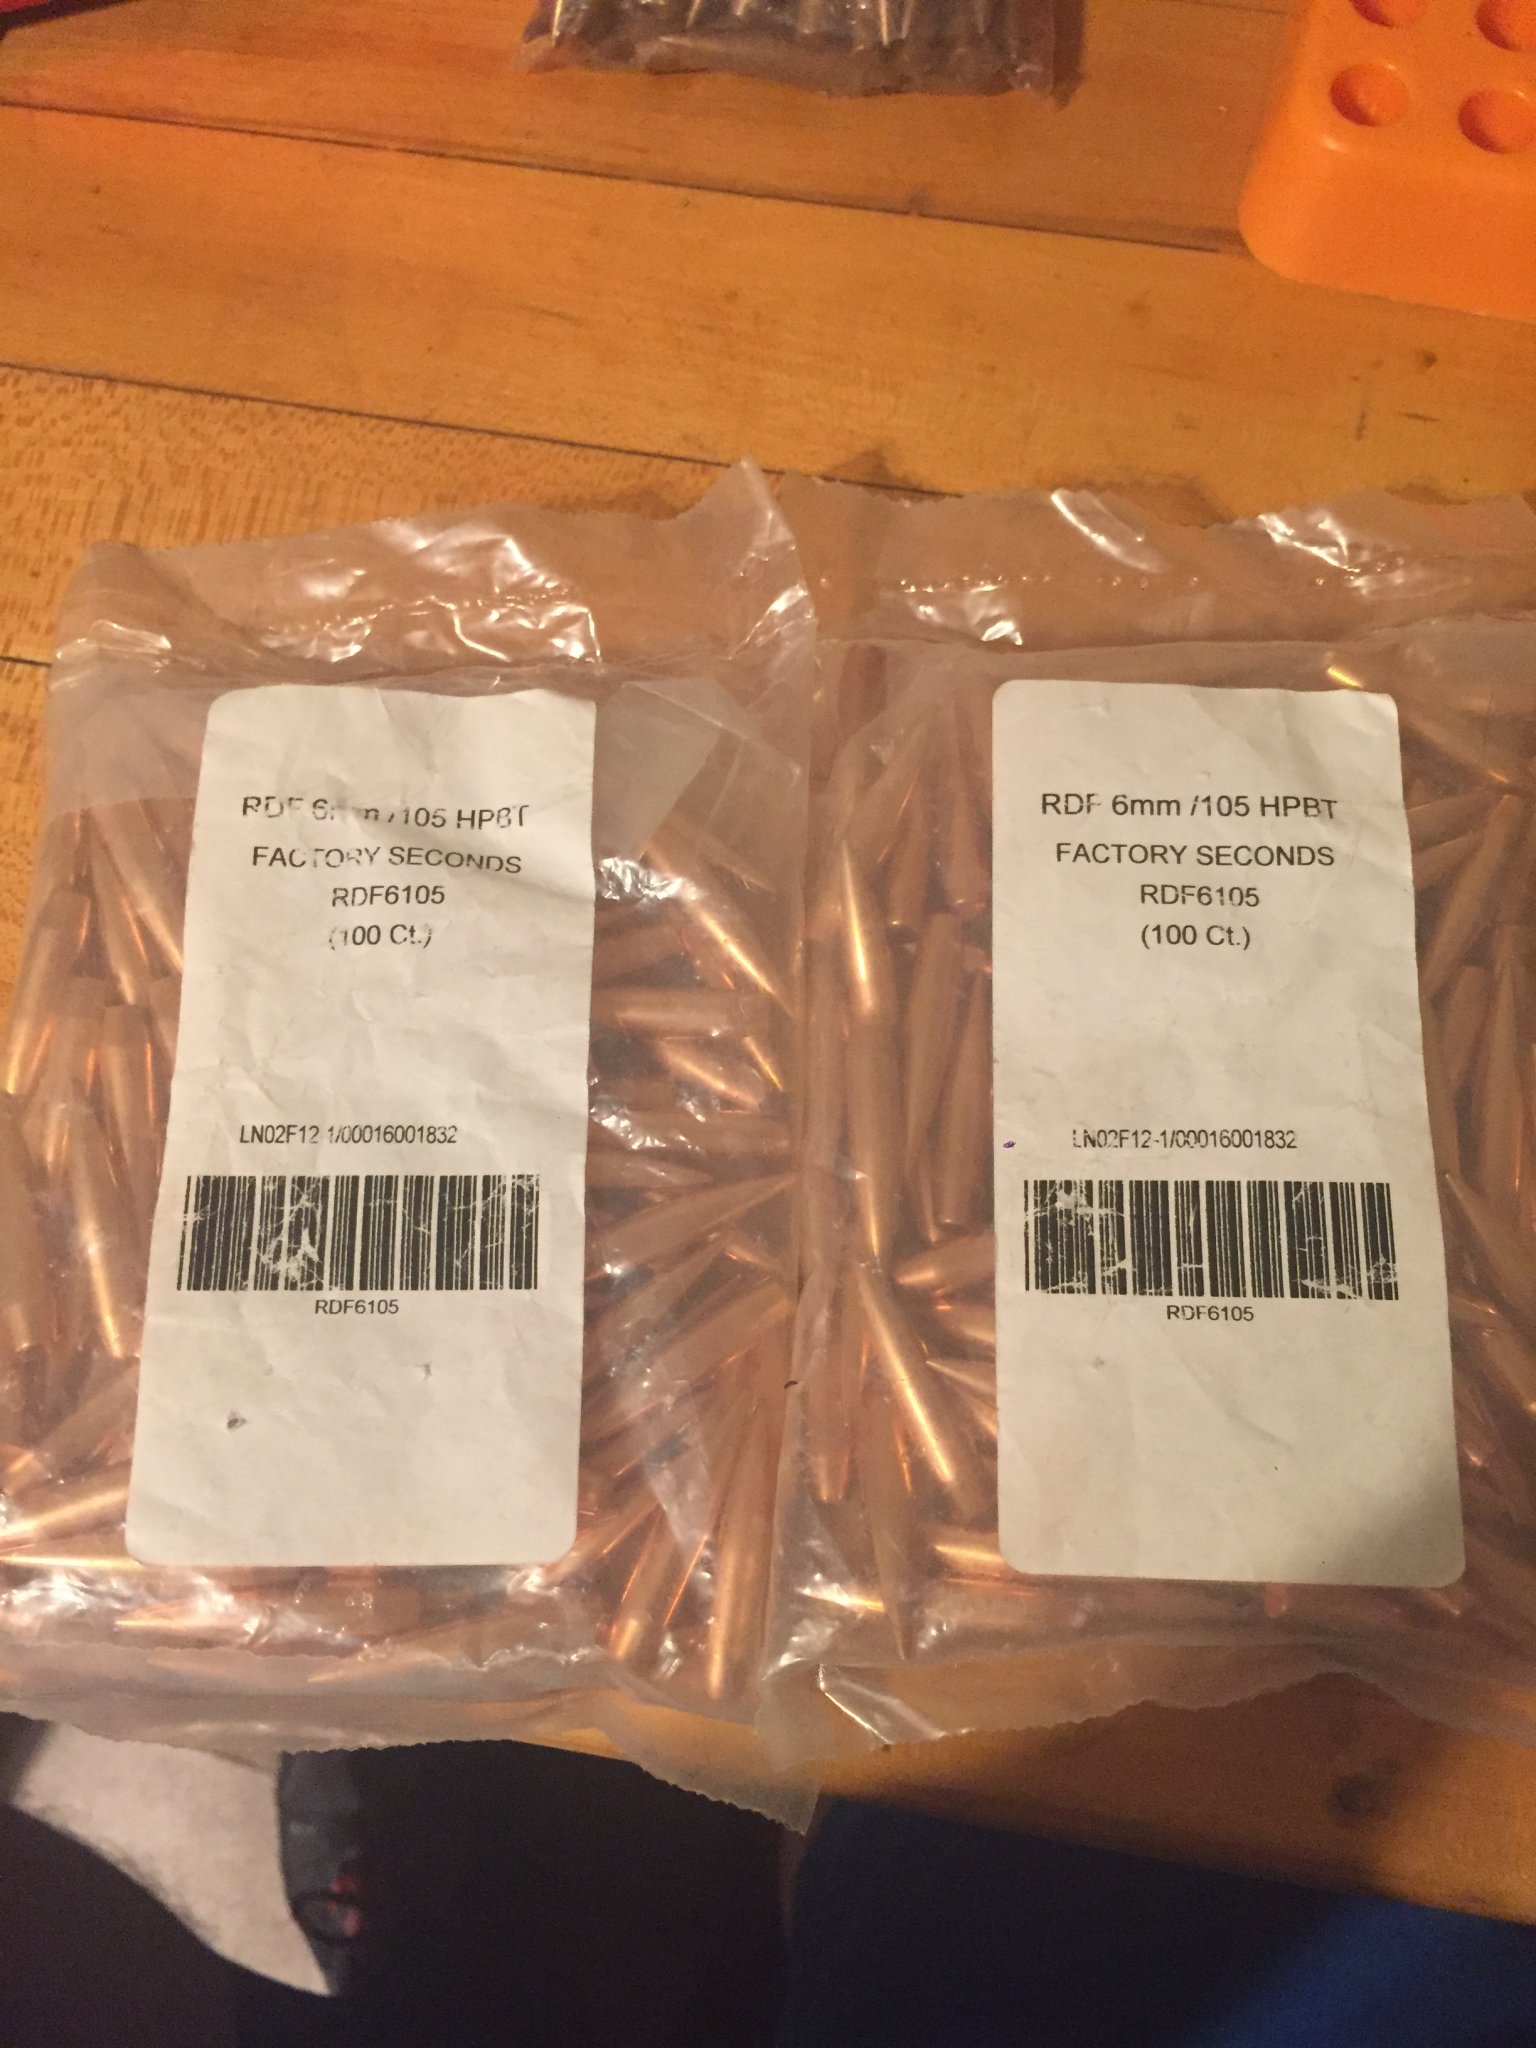 RDF 6mm /105 HPBT
FACTORY SECONDS
RDF6105
(100 Ct.)
LN02F12 1/00016001832
RDF6105
RDF 6mm /105 HPBT
FACTORY SECONDS
RDF6105
(100 Ct.)
LN02F12-1/00016001832
RDF6105